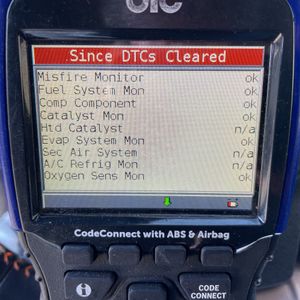 OTC
Since DTCs Cleared
Misfire Monitor ok
Fuel System Mon ok
Comp Component ok
Catalyst Mon ok
Htd Catalyst n/a
Evap System Mon ok
Sec Air System n/a
A/C Refrig Mon n/a
Oxygen Sens Mon ok
CodeConnect with ABS & Airbag
i
CODE
CONNECT